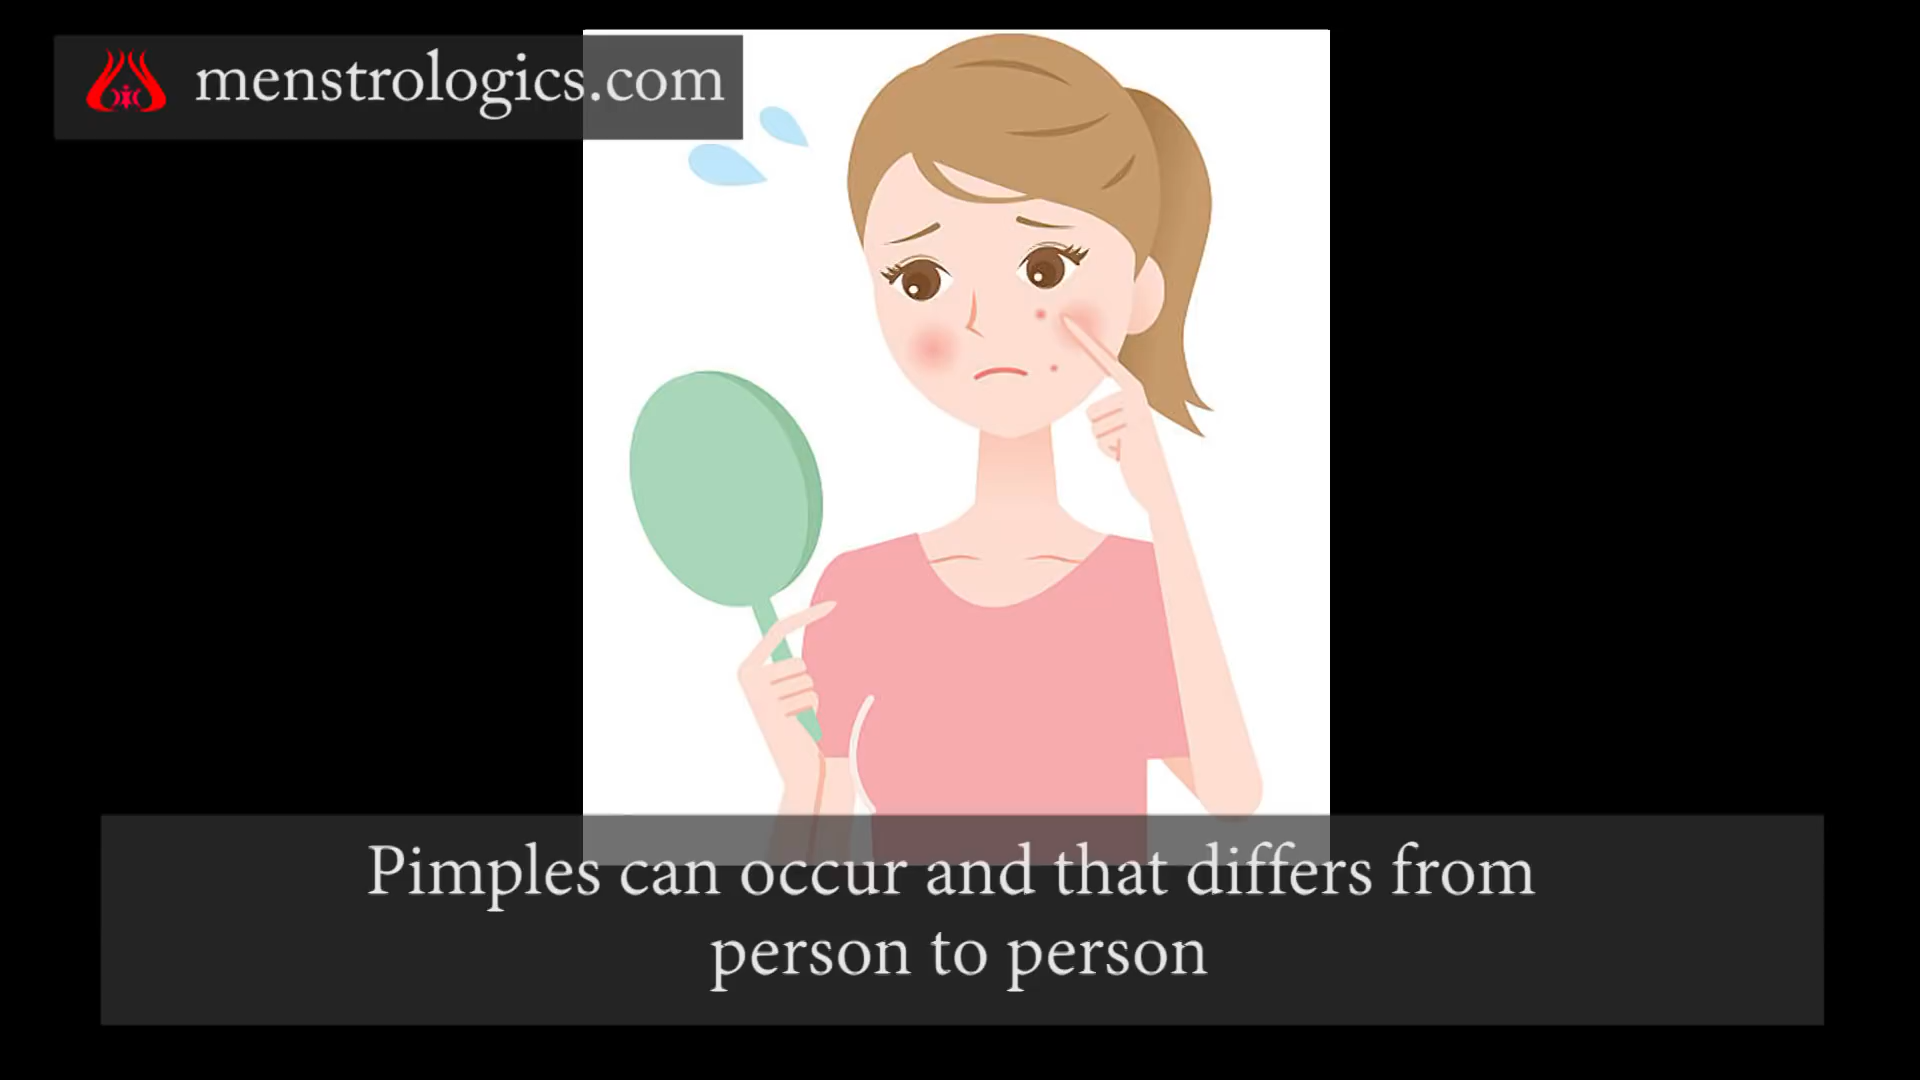 menstrologics.com
Pimples can occur and that differs from
person to person